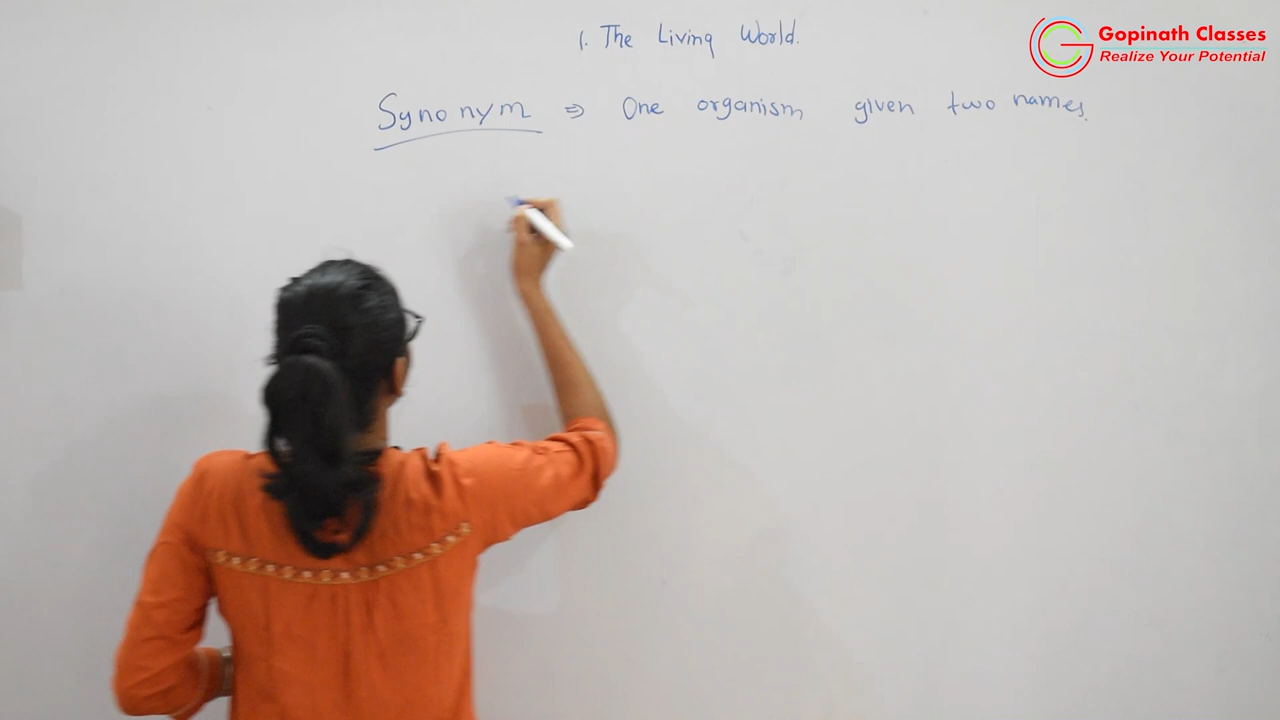 1. The Living World.
Gopinath Classes
Realize Your Potential
Synonym ⇒ One organism given two names.